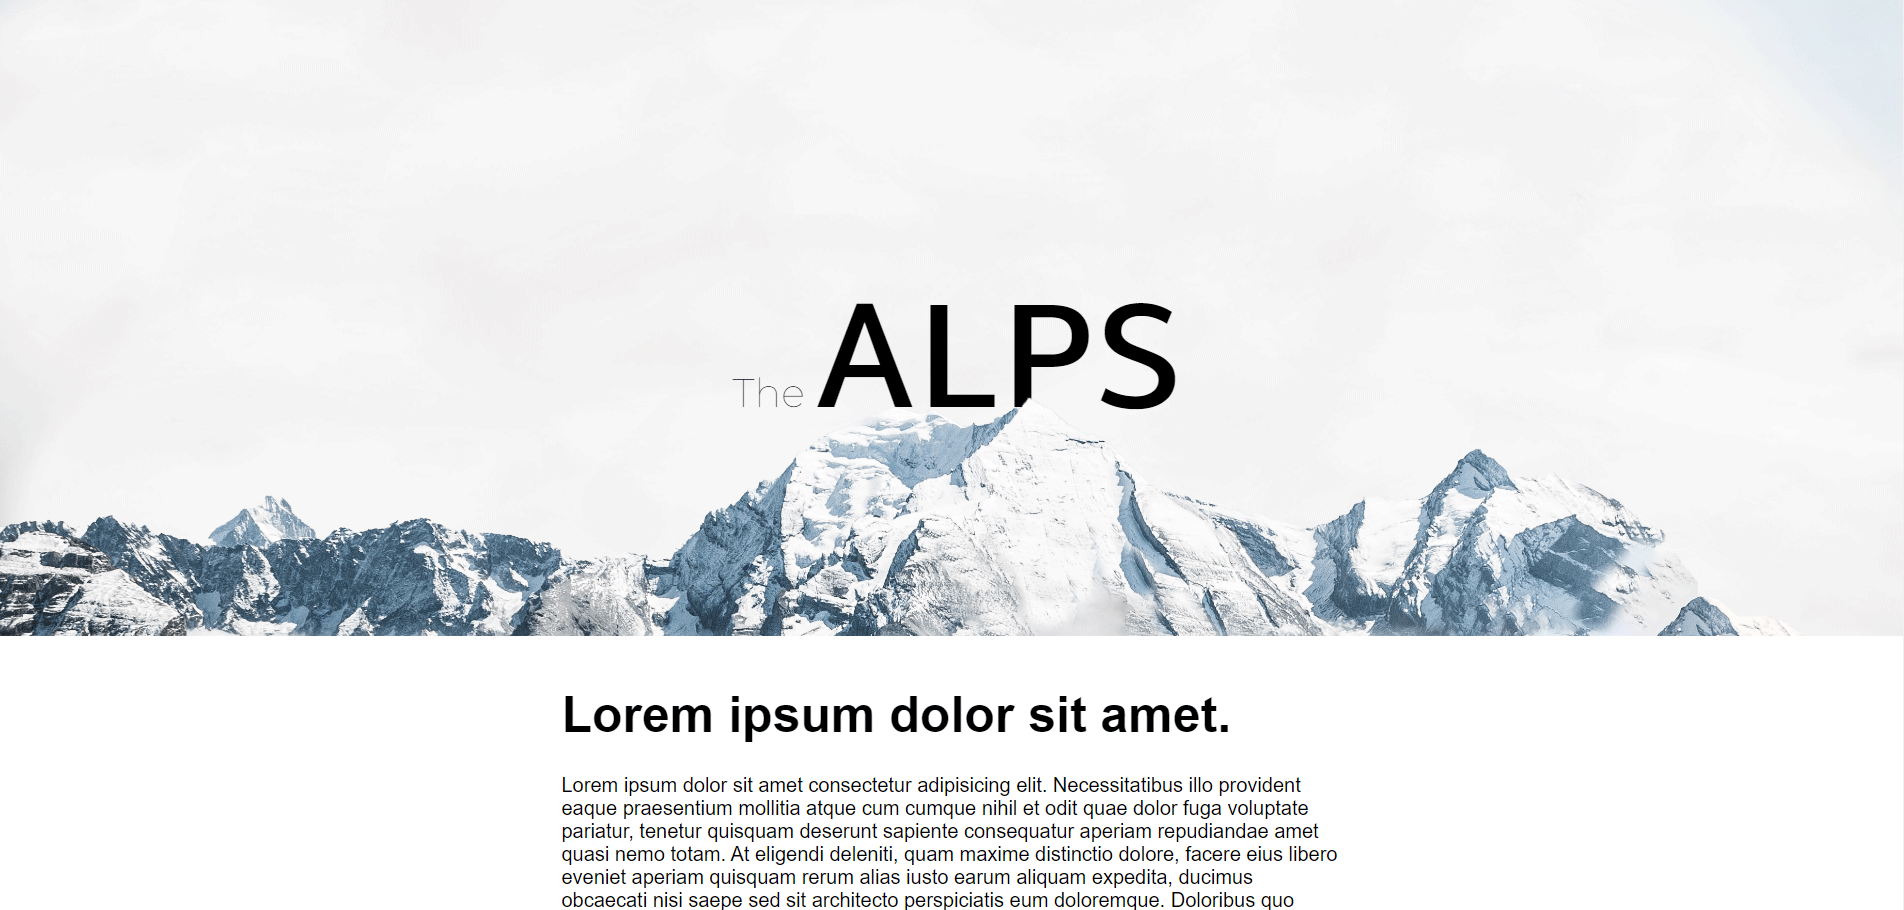 The ALPS
Lorem ipsum dolor sit amet.
Lorem ipsum dolor sit amet consectetur adipisicing elit. Necessitatibus illo provident
eaque praesentium mollitia atque cum cumque nihil et odit quae dolor fuga voluptate
pariatur, tenetur quisquam deserunt sapiente consequatur aperiam repudiandae amet
quasi nemo totam. At eligendi deleniti, quam maxime distinctio dolore, facere eius libero
eveniet aperiam quisquam rerum alias iusto earum aliquam expedita, ducimus
obcaecati nisi saepe sed sit architecto perspiciatis eum doloremque. Doloribus quo